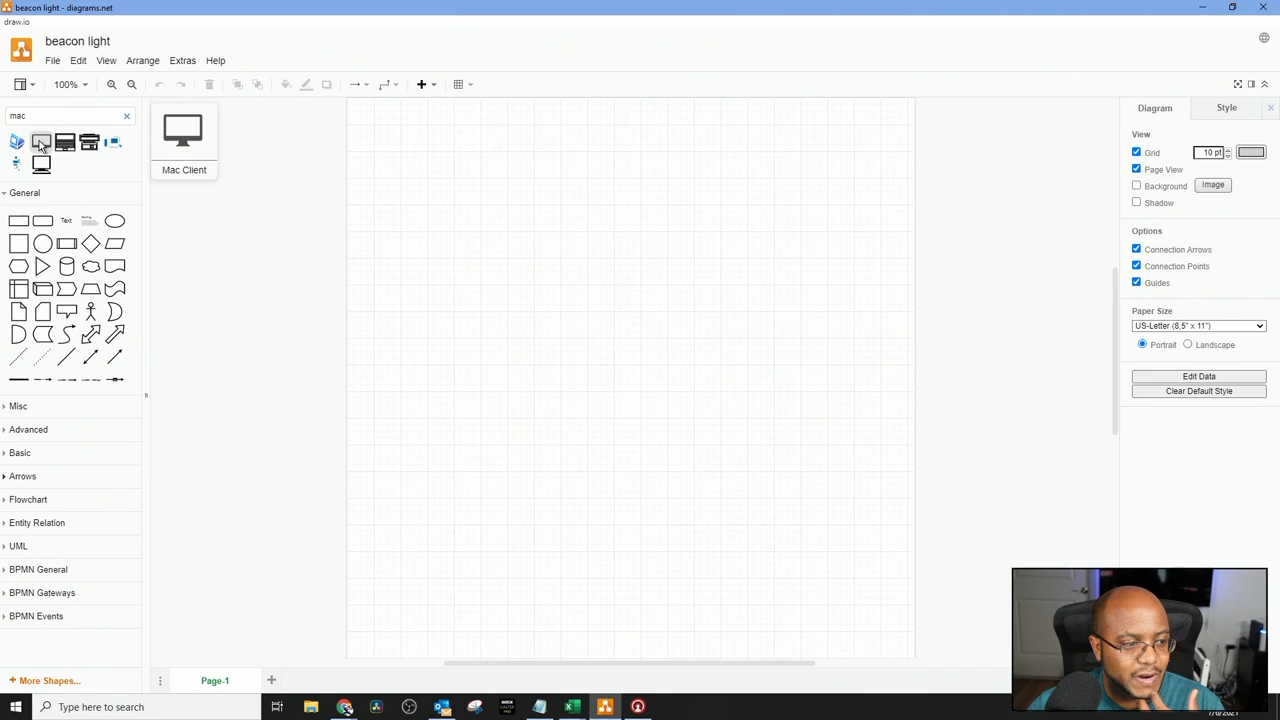 beacon light - diagrams.net
draw.io
beacon light
File Edit View Arrange Extras Help
100%
mac
Mac Client
General
Text
Misc
Advanced
Basic
Arrows
Flowchart
Entity Relation
UML
BPMN General
BPMN Gateways
BPMN Events
+ More Shapes...
Page-1
Diagram Style
View
Grid 10 pt
Page View
Background Image
Shadow
Options
Connection Arrows
Connection Points
Guides
Paper Size
US-Letter (8,5" x 11")
Portrait Landscape
Edit Data
Clear Default Style
Type here to search